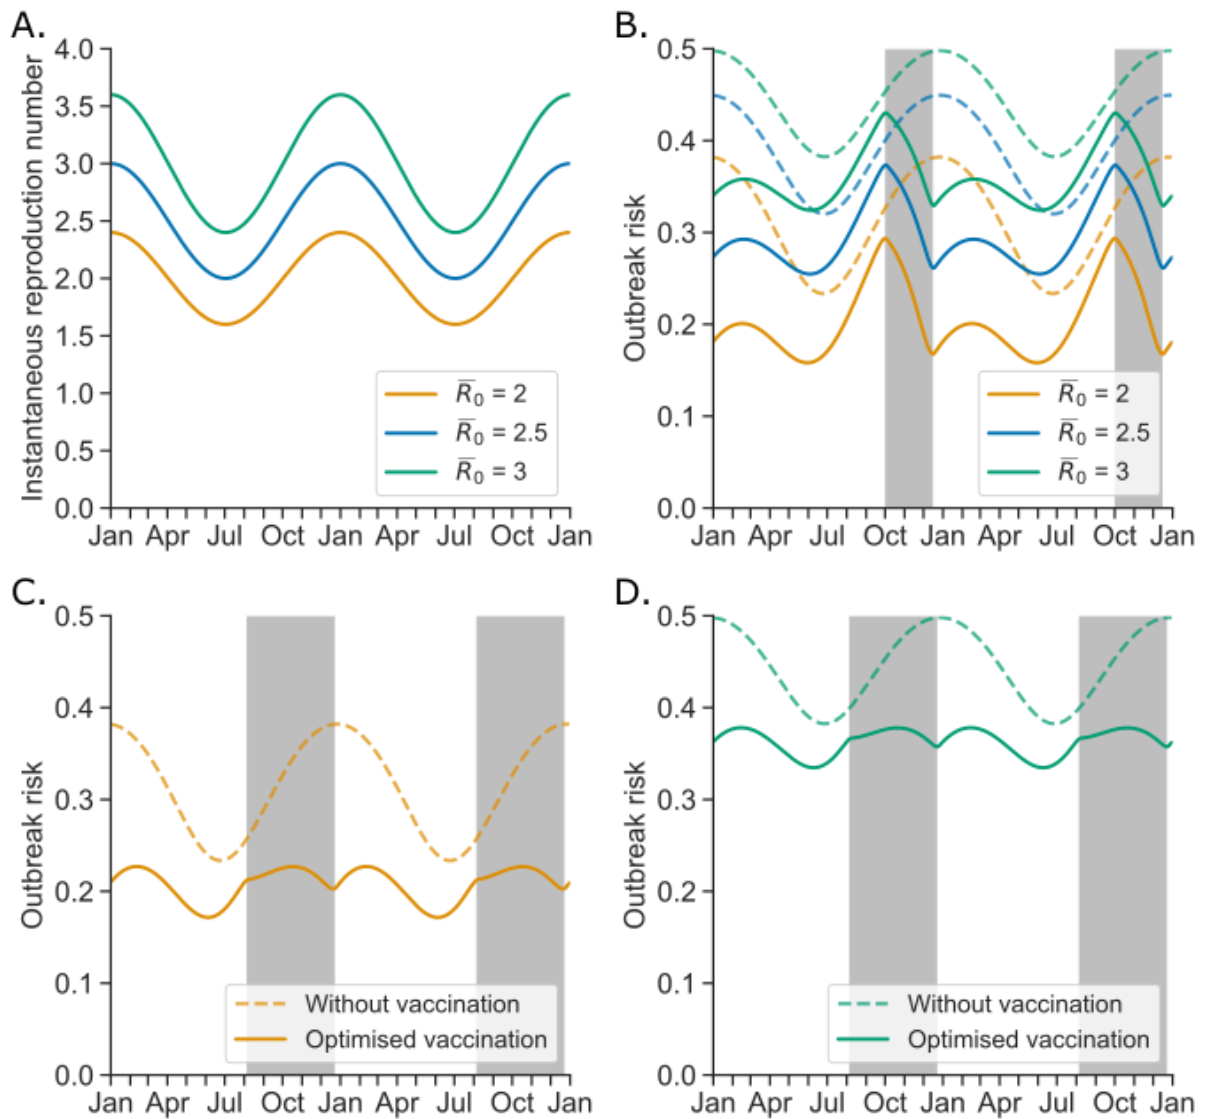 A.
Instantaneous reproduction number
4.0
3.5
3.0
2.5
2.0
1.5
1.0
0.5
0.0
Jan Apr Jul Oct Jan Apr Jul Oct Jan
R̅₀ = 2
R̅₀ = 2.5
R̅₀ = 3
B.
Outbreak risk
0.5
0.4
0.3
0.2
0.1
0.0
Jan Apr Jul Oct Jan Apr Jul Oct Jan
R̅₀ = 2
R̅₀ = 2.5
R̅₀ = 3
C.
Outbreak risk
0.5
0.4
0.3
0.2
0.1
0.0
Jan Apr Jul Oct Jan Apr Jul Oct Jan
Without vaccination
Optimised vaccination
D.
Outbreak risk
0.5
0.4
0.3
0.2
0.1
0.0
Jan Apr Jul Oct Jan Apr Jul Oct Jan
Without vaccination
Optimised vaccination